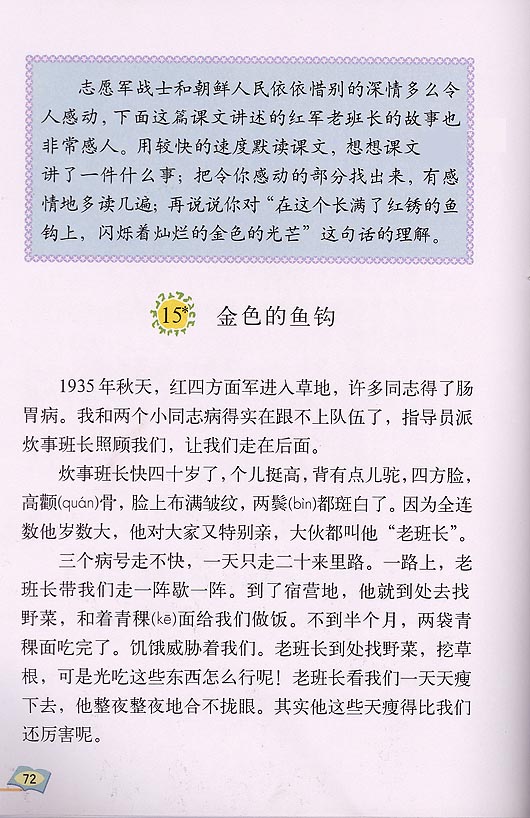 志愿军战士和朝鲜人民依依惜别的深情多么令
人感动，下面这篇课文讲述的红军老班长的故事也
非常感人。用较快的速度默读课文，想想课文
讲了一件什么事；把令你感动的部分找出来，有感
情地多读几遍；再说说你对“在这个长满了红锈的鱼
钩上，闪烁着灿烂的金色的光芒”这句话的理解。
15* 金色的鱼钩
1935年秋天，红四方面军进入草地，许多同志得了肠
胃病。我和两个小同志病得实在跟不上队伍了，指导员派
炊事班长照顾我们，让我们走在后面。
炊事班长快四十岁了，个儿挺高，背有点儿驼，四方脸，
高颧(quán)骨，脸上布满皱纹，两鬓(bìn)都斑白了。因为全连
数他岁数大，他对大家又特别亲，大伙都叫他“老班长”。
三个病号走不快，一天只走二十来里路。一路上，老
班长带我们走一阵歇一阵。到了宿营地，他就到处去找
野菜，和着青稞(kē)面给我们做饭。不到半个月，两袋青
稞面吃完了。饥饿威胁着我们。老班长到处找野菜，挖草
根，可是光吃这些东西怎么行呢！老班长看我们一天天瘦
下去，他整夜整夜地合不拢眼。其实他这些天瘦得比我们
还厉害呢。
72